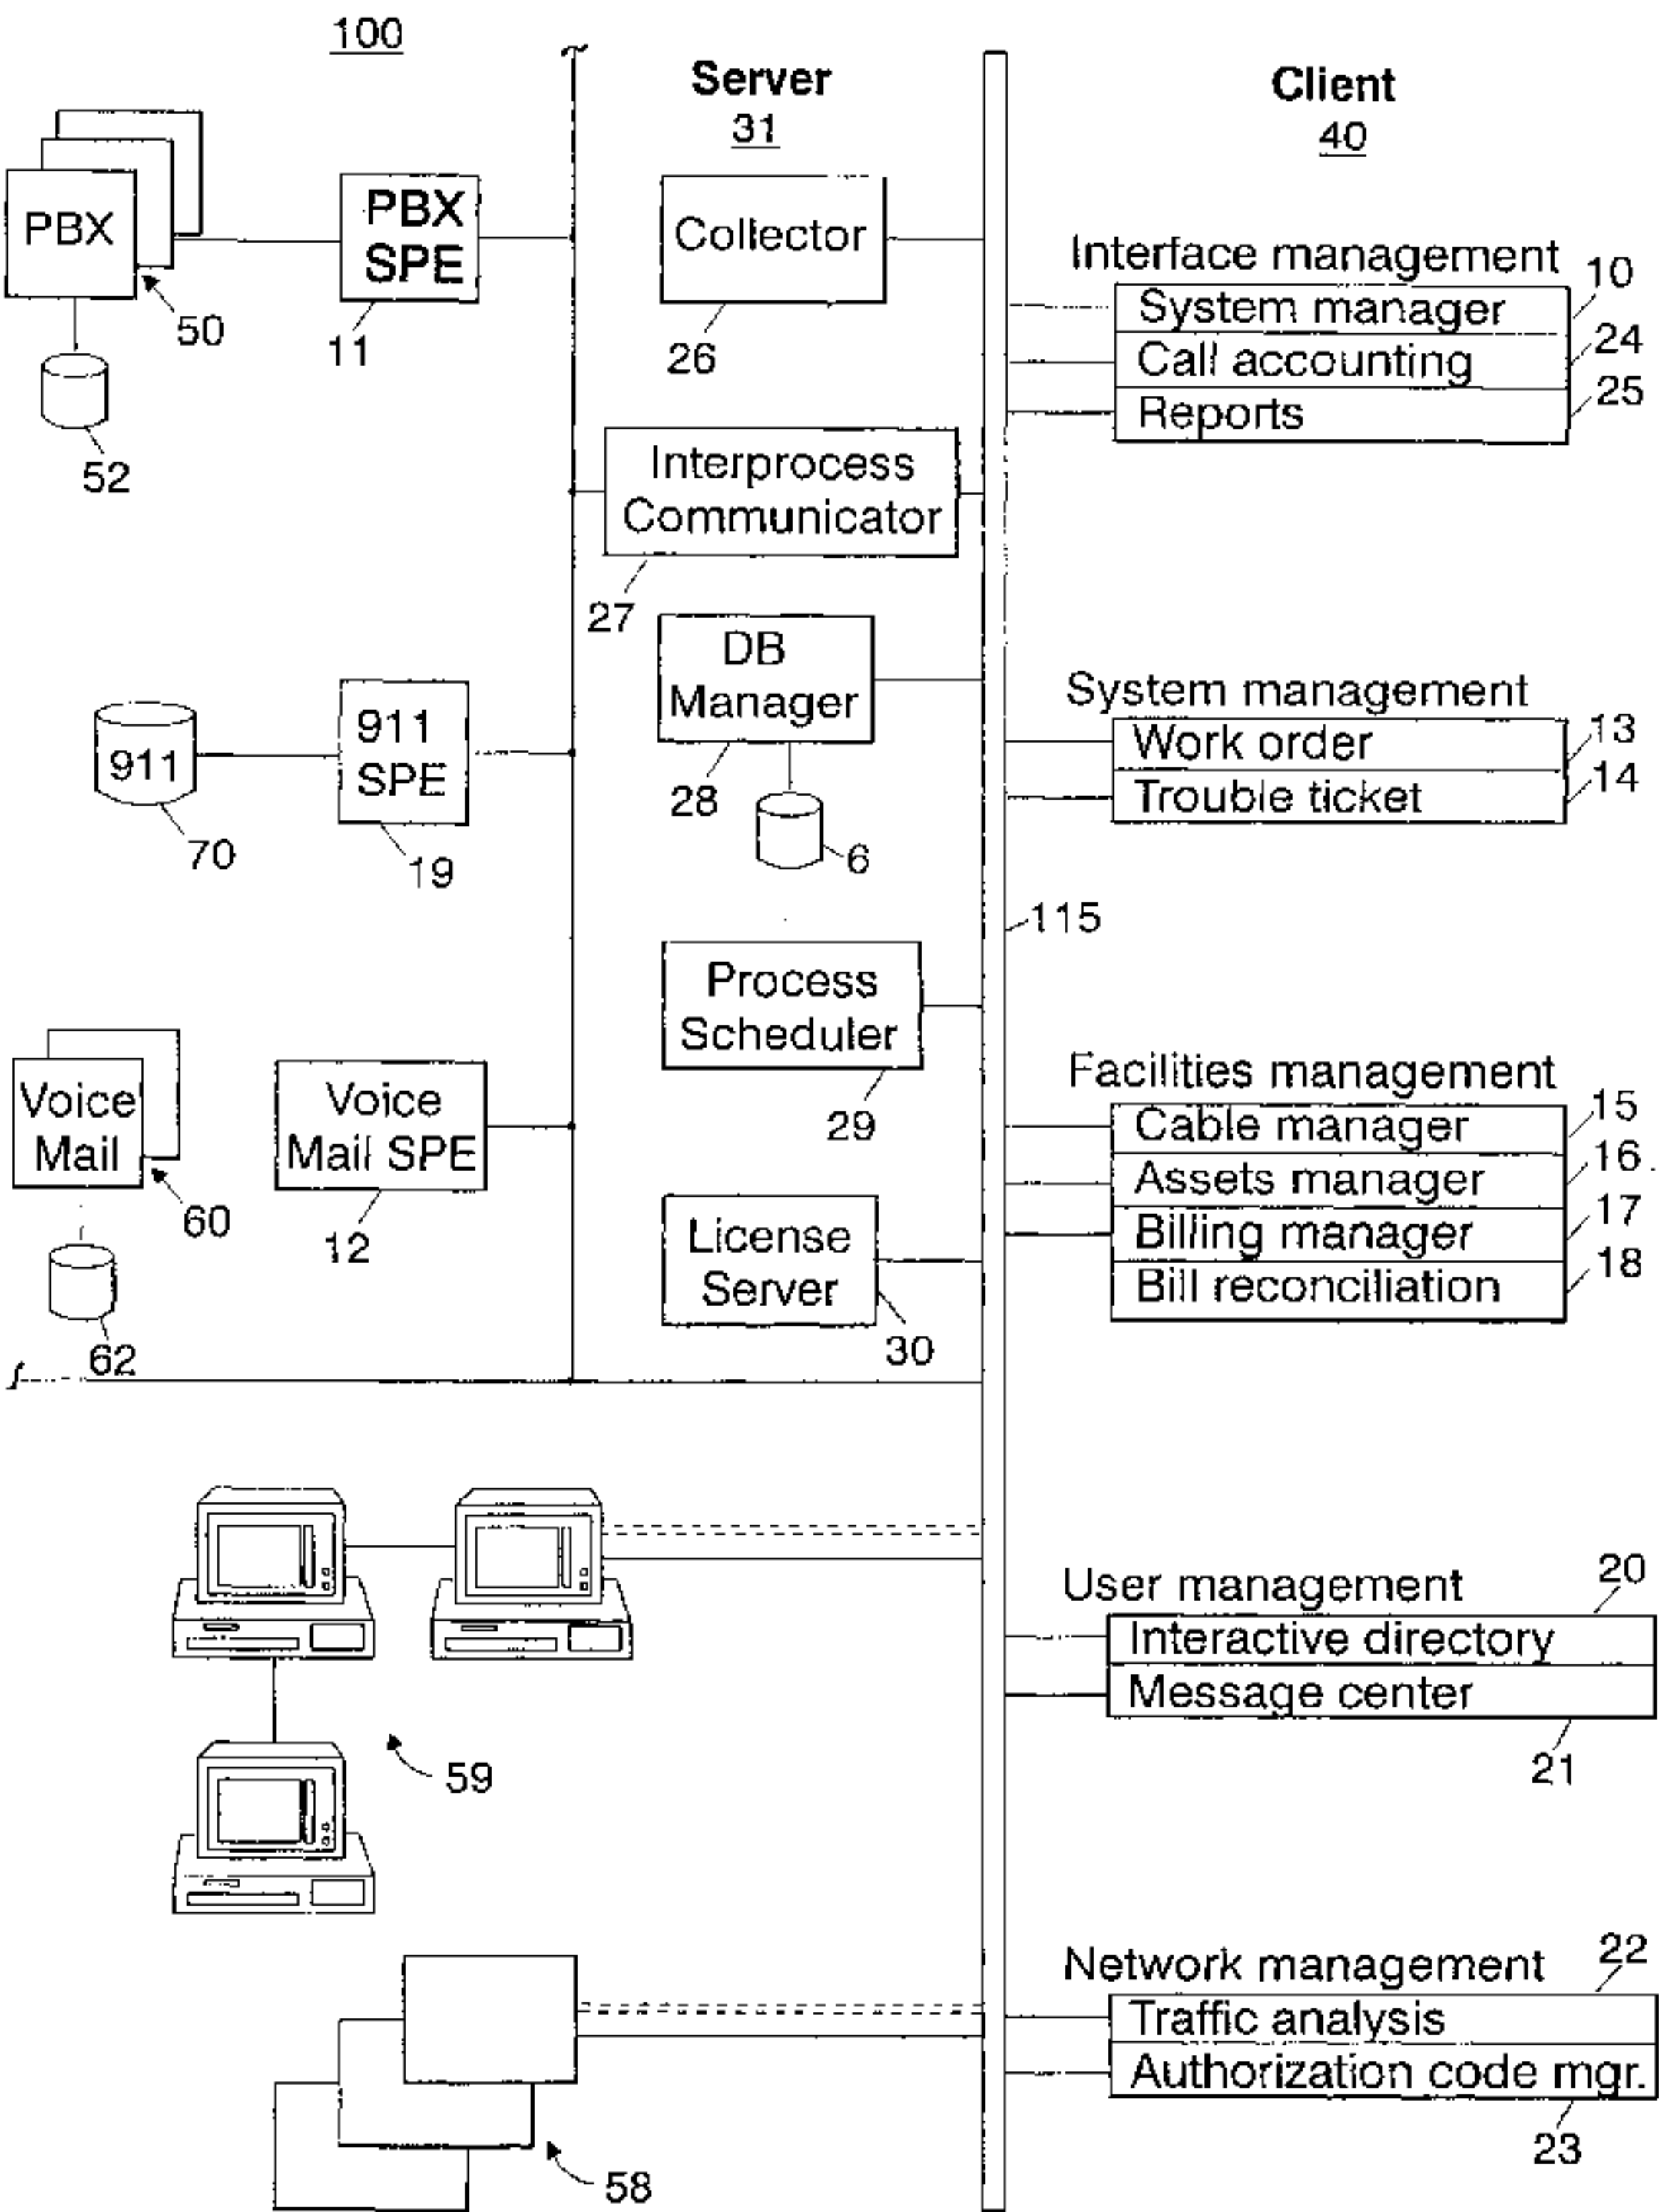 100
Server
31
Client
40
PBX
50
52
PBX
SPE
11
Collector
26
Interface management
System manager
10
Call accounting
24
Reports
25
Interprocess
Communicator
27
DB
Manager
28
6
911
70
911
SPE
19
System management
Work order
13
Trouble ticket
14
115
Process
Scheduler
29
Voice
Mail
60
62
Voice
Mail SPE
12
License
Server
30
Facilities management
Cable manager
15
Assets manager
16
Billing manager
17
Bill reconciliation
18
59
User management
20
Interactive directory
Message center
21
58
Network management
22
Traffic analysis
Authorization code mgr.
23